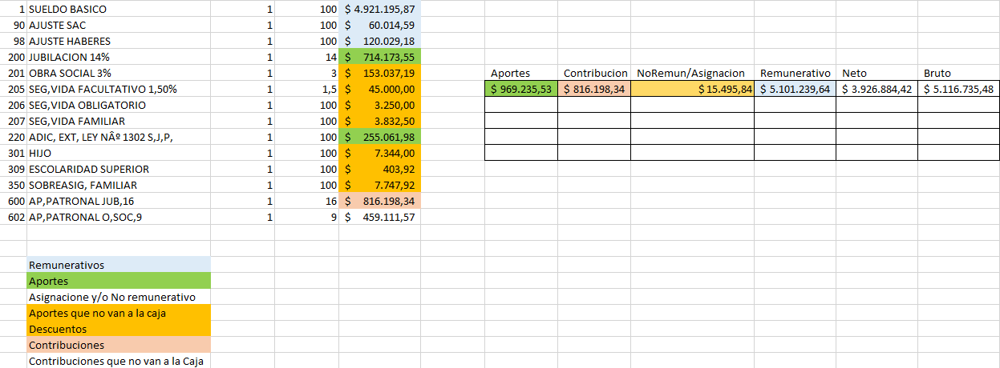 1 SUELDO BASICO 1 100 $ 4.921.195,87
90 AJUSTE SAC 1 100 $ 60.014,59
98 AJUSTE HABERES 1 100 $ 120.029,18
200 JUBILACION 14% 1 14 $ 714.173,55
201 OBRA SOCIAL 3% 1 3 $ 153.037,19 Aportes Contribucion NoRemun/Asignacion Remunerativo Neto Bruto
205 SEG,VIDA FACULTATIVO 1,50% 1 1,5 $ 45.000,00 $ 969.235,53 $ 816.198,34 $ 15.495,84 $ 5.101.239,64 $ 3.926.884,42 $ 5.116.735,48
206 SEG,VIDA OBLIGATORIO 1 100 $ 3.250,00
207 SEG,VIDA FAMILIAR 1 100 $ 3.832,50
220 ADIC, EXT, LEY NÂº 1302 S,J,P, 1 100 $ 255.061,98
301 HIJO 1 100 $ 7.344,00
309 ESCOLARIDAD SUPERIOR 1 100 $ 403,92
350 SOBREASIG, FAMILIAR 1 100 $ 7.747,92
600 AP,PATRONAL JUB,16 1 16 $ 816.198,34
602 AP,PATRONAL O,SOC,9 1 9 $ 459.111,57
Remunerativos
Aportes
Asignacione y/o No remunerativo
Aportes que no van a la caja
Descuentos
Contribuciones
Contribuciones que no van a la Caja